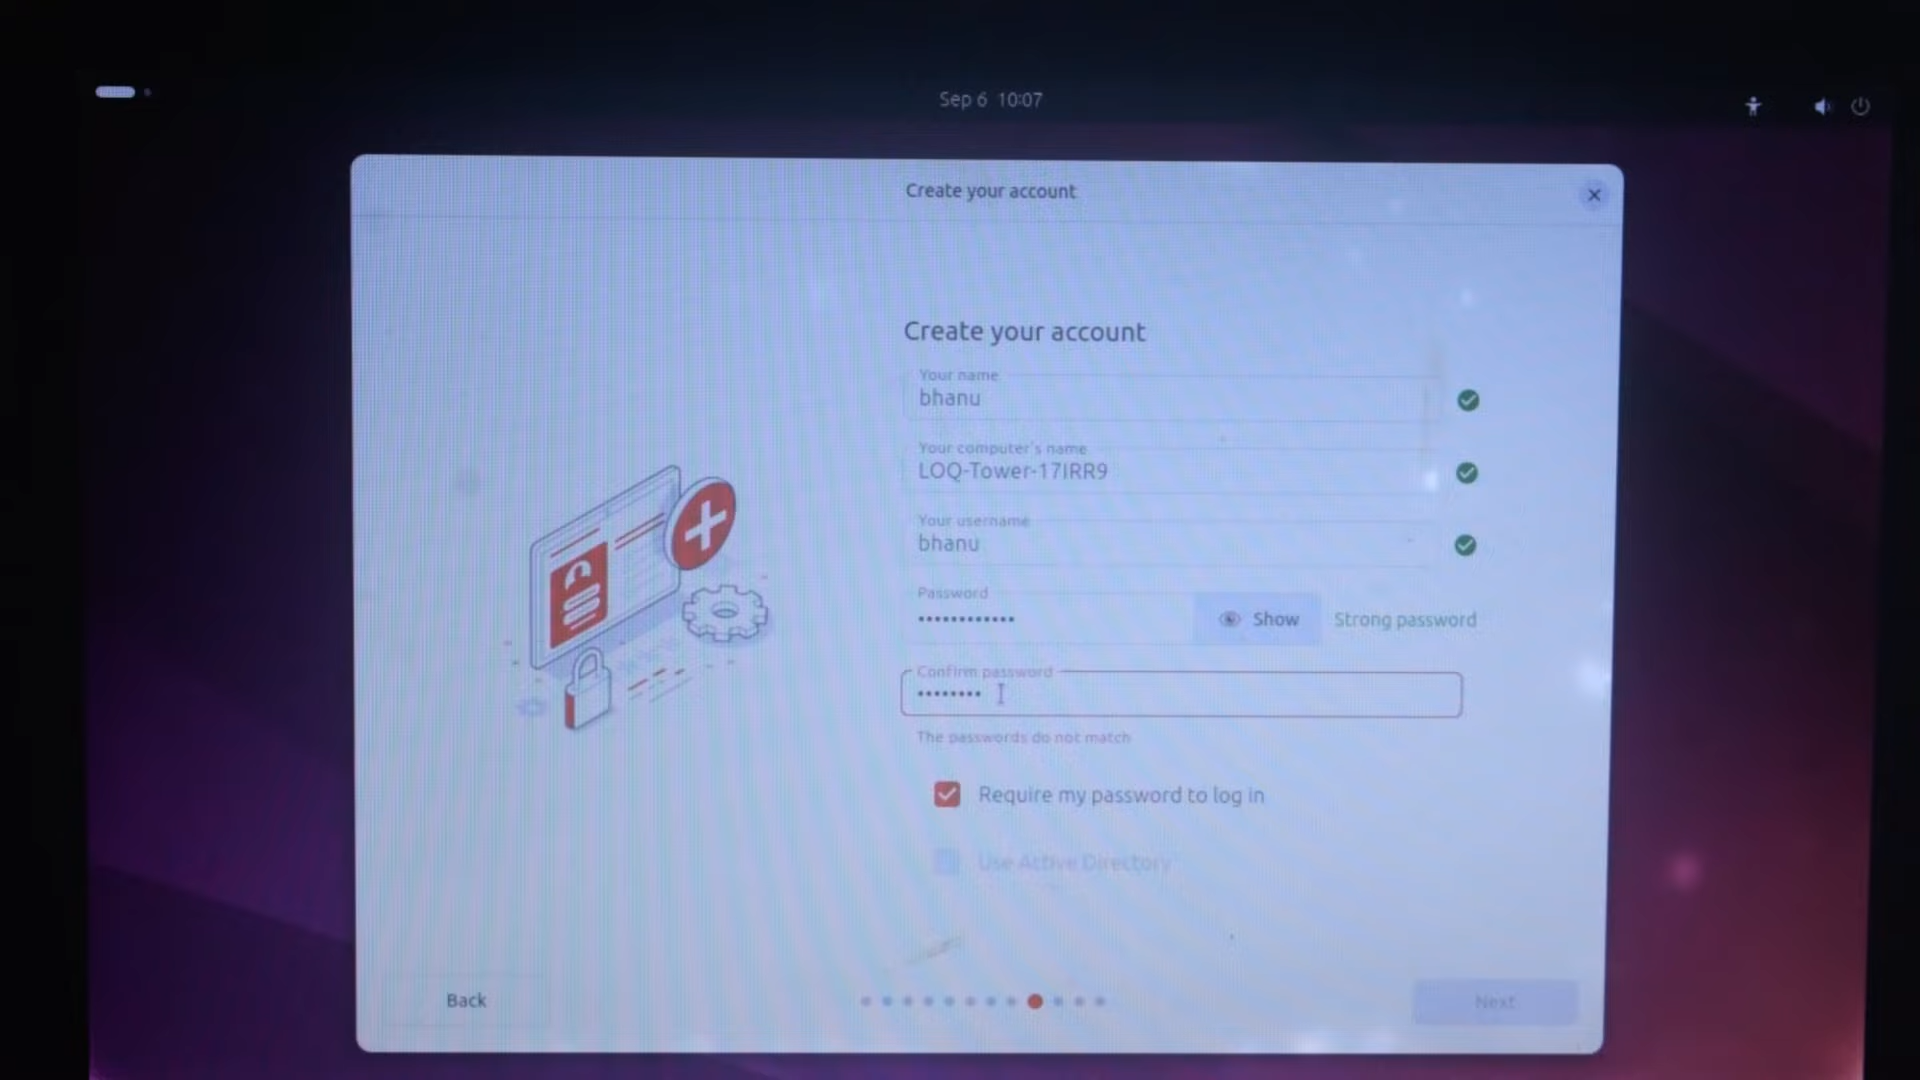 Sep 6 10:07
Create your account
Create your account
Your name
bhanu
Your computer's name
LOQ-Tower-17IRR9
Your username
bhanu
Password
••••••••••••
Show
Strong password
Confirm password
••••••••
The passwords do not match
Require my password to log in
Use Active Directory
Back
Next